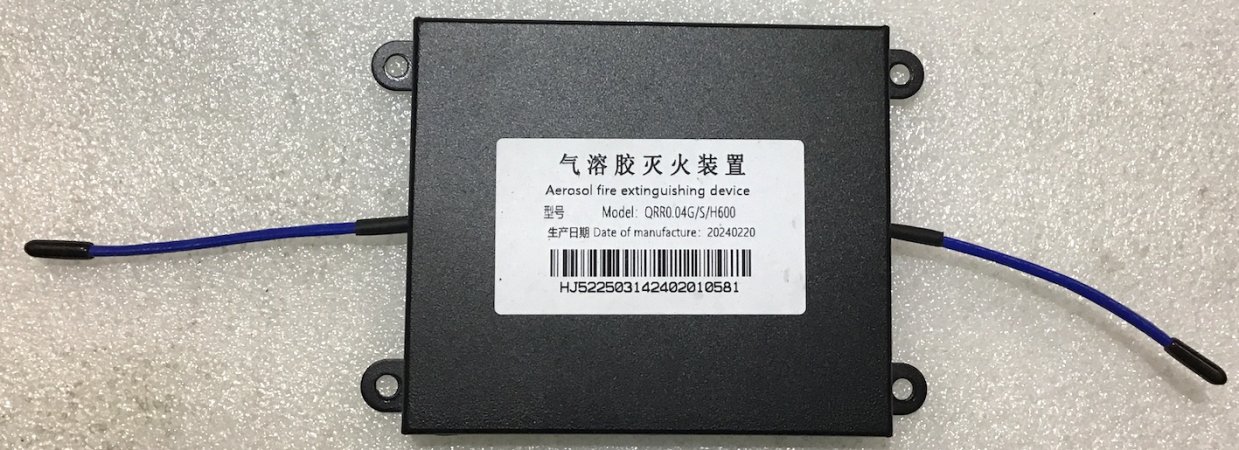 气溶胶灭火装置
Aerosol fire extinguishing device
型号 Model: QRR0.04G/S/H600
生产日期 Date of manufacture: 20240220
HJ522503142402010581